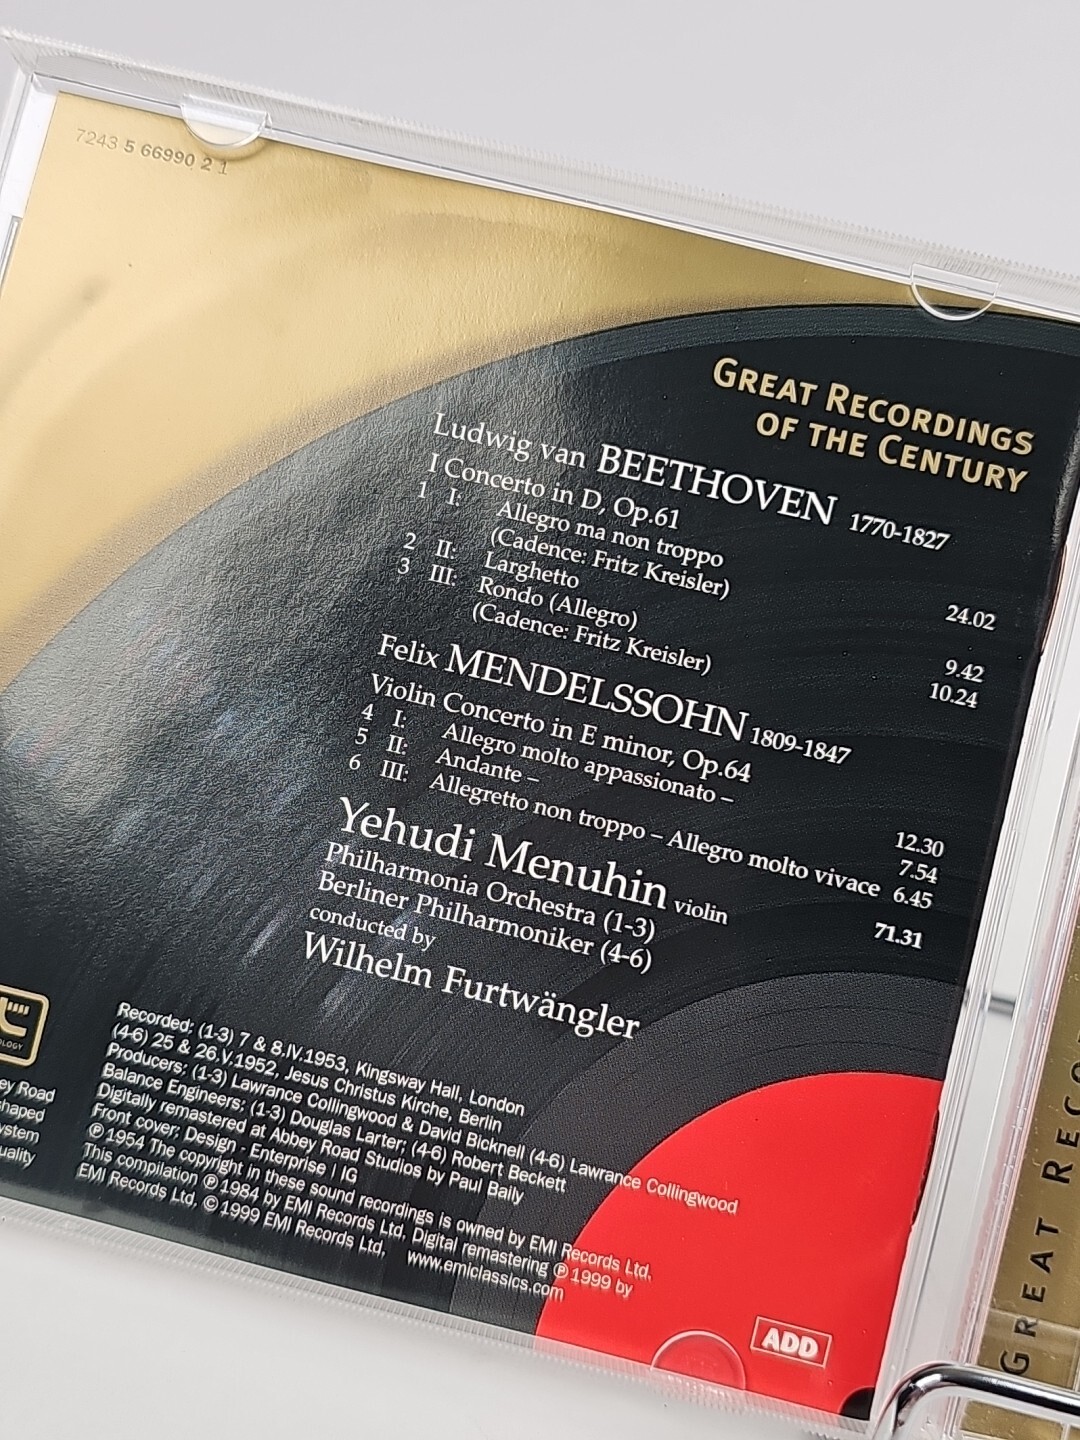 7243 5 66990 2 1
GREAT RECORDINGS
OF THE CENTURY
Ludwig van BEETHOVEN 1770-1827
I Concerto in D, Op.61
1 I: Allegro ma non troppo
(Cadence: Fritz Kreisler) 24.02
2 II: Larghetto 9.42
3 III: Rondo (Allegro) 10.24
(Cadence: Fritz Kreisler)
Felix MENDELSSOHN 1809-1847
Violin Concerto in E minor, Op.64
4 I: Allegro molto appassionato – 12.30
5 II: Andante – 7.54
6 III: Allegretto non troppo – Allegro molto vivace 6.45
71.31
Yehudi Menuhin violin
Philharmonia Orchestra (1-3)
Berliner Philharmoniker (4-6)
conducted by
Wilhelm Furtwängler
Recorded: (1-3) 7 & 8.IV.1953, Kingsway Hall, London
(4-6) 25 & 26.V.1952, Jesus Christus Kirche, Berlin
Producers: (1-3) Lawrance Collingwood & David Bicknell (4-6) Lawrance Collingwood
Balance Engineers: (1-3) Douglas Larter; (4-6) Robert Beckett
Digitally remastered at Abbey Road Studios by Paul Baily
Front cover: Design - Enterprise | IG
℗ 1954 The copyright in these sound recordings is owned by EMI Records Ltd.
This compilation ℗ 1984 by EMI Records Ltd. Digital remastering ℗ 1999 by
EMI Records Ltd. © 1999 EMI Records Ltd. www.emiclassics.com
ADD
OLOGY
ey Road
shaped
ystem
uality
GREAT RECO